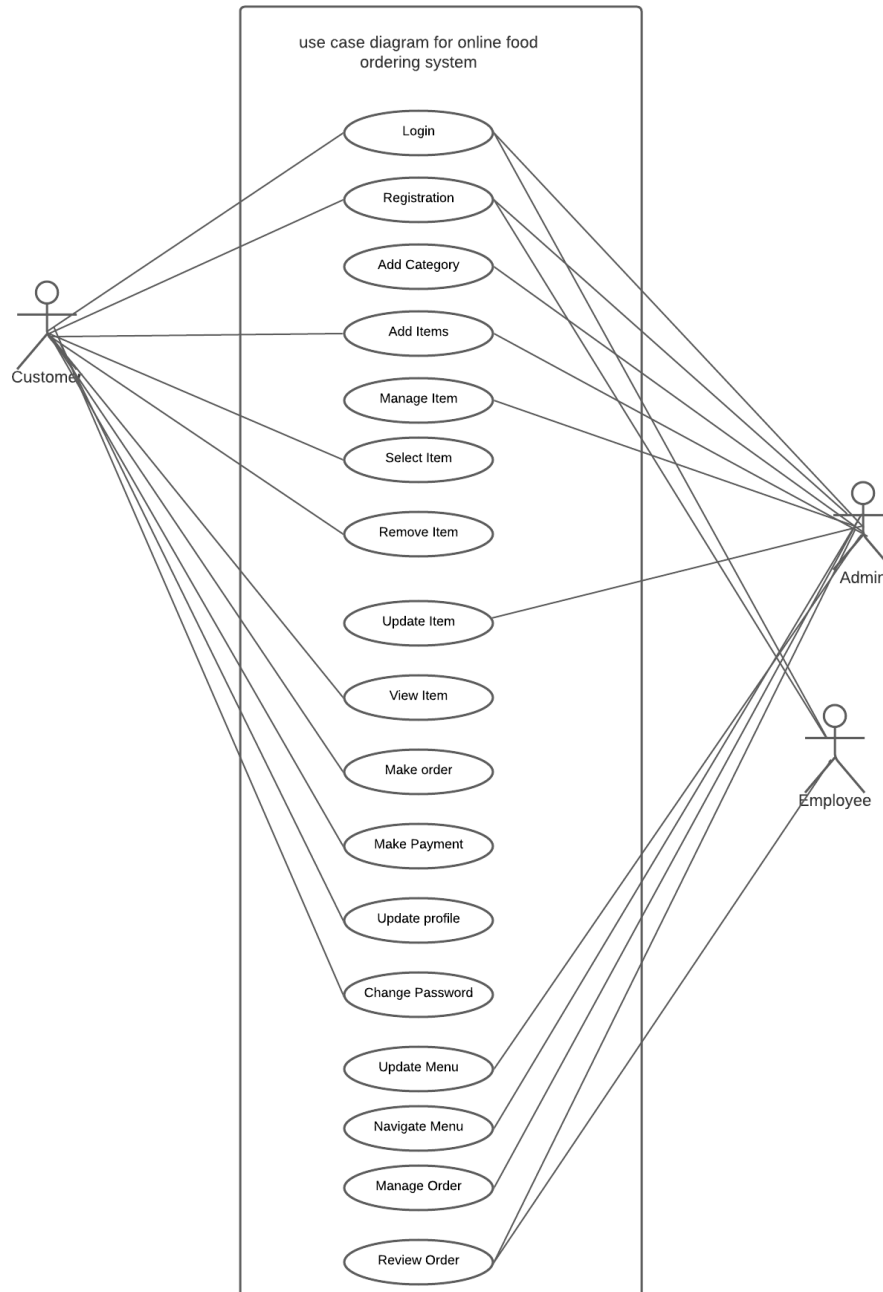 use case diagram for online food
ordering system
Login
Registration
Add Category
Add Items
Manage Item
Customer
Select Item
Remove Item
Admin
Update Item
View Item
Make order
Employee
Make Payment
Update profile
Change Password
Update Menu
Navigate Menu
Manage Order
Review Order